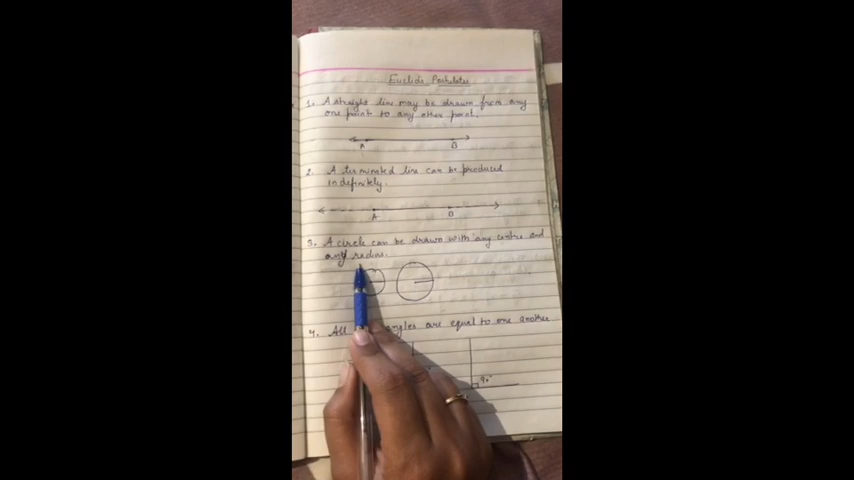 Euclid's Postulates
1. A straight line may be drawn from any
one point to any other point.
A B
2. A terminated line can be produced
indefinitely.
A B
3. A circle can be drawn with any centre and
any radius.
4. All angles are equal to one another
90°